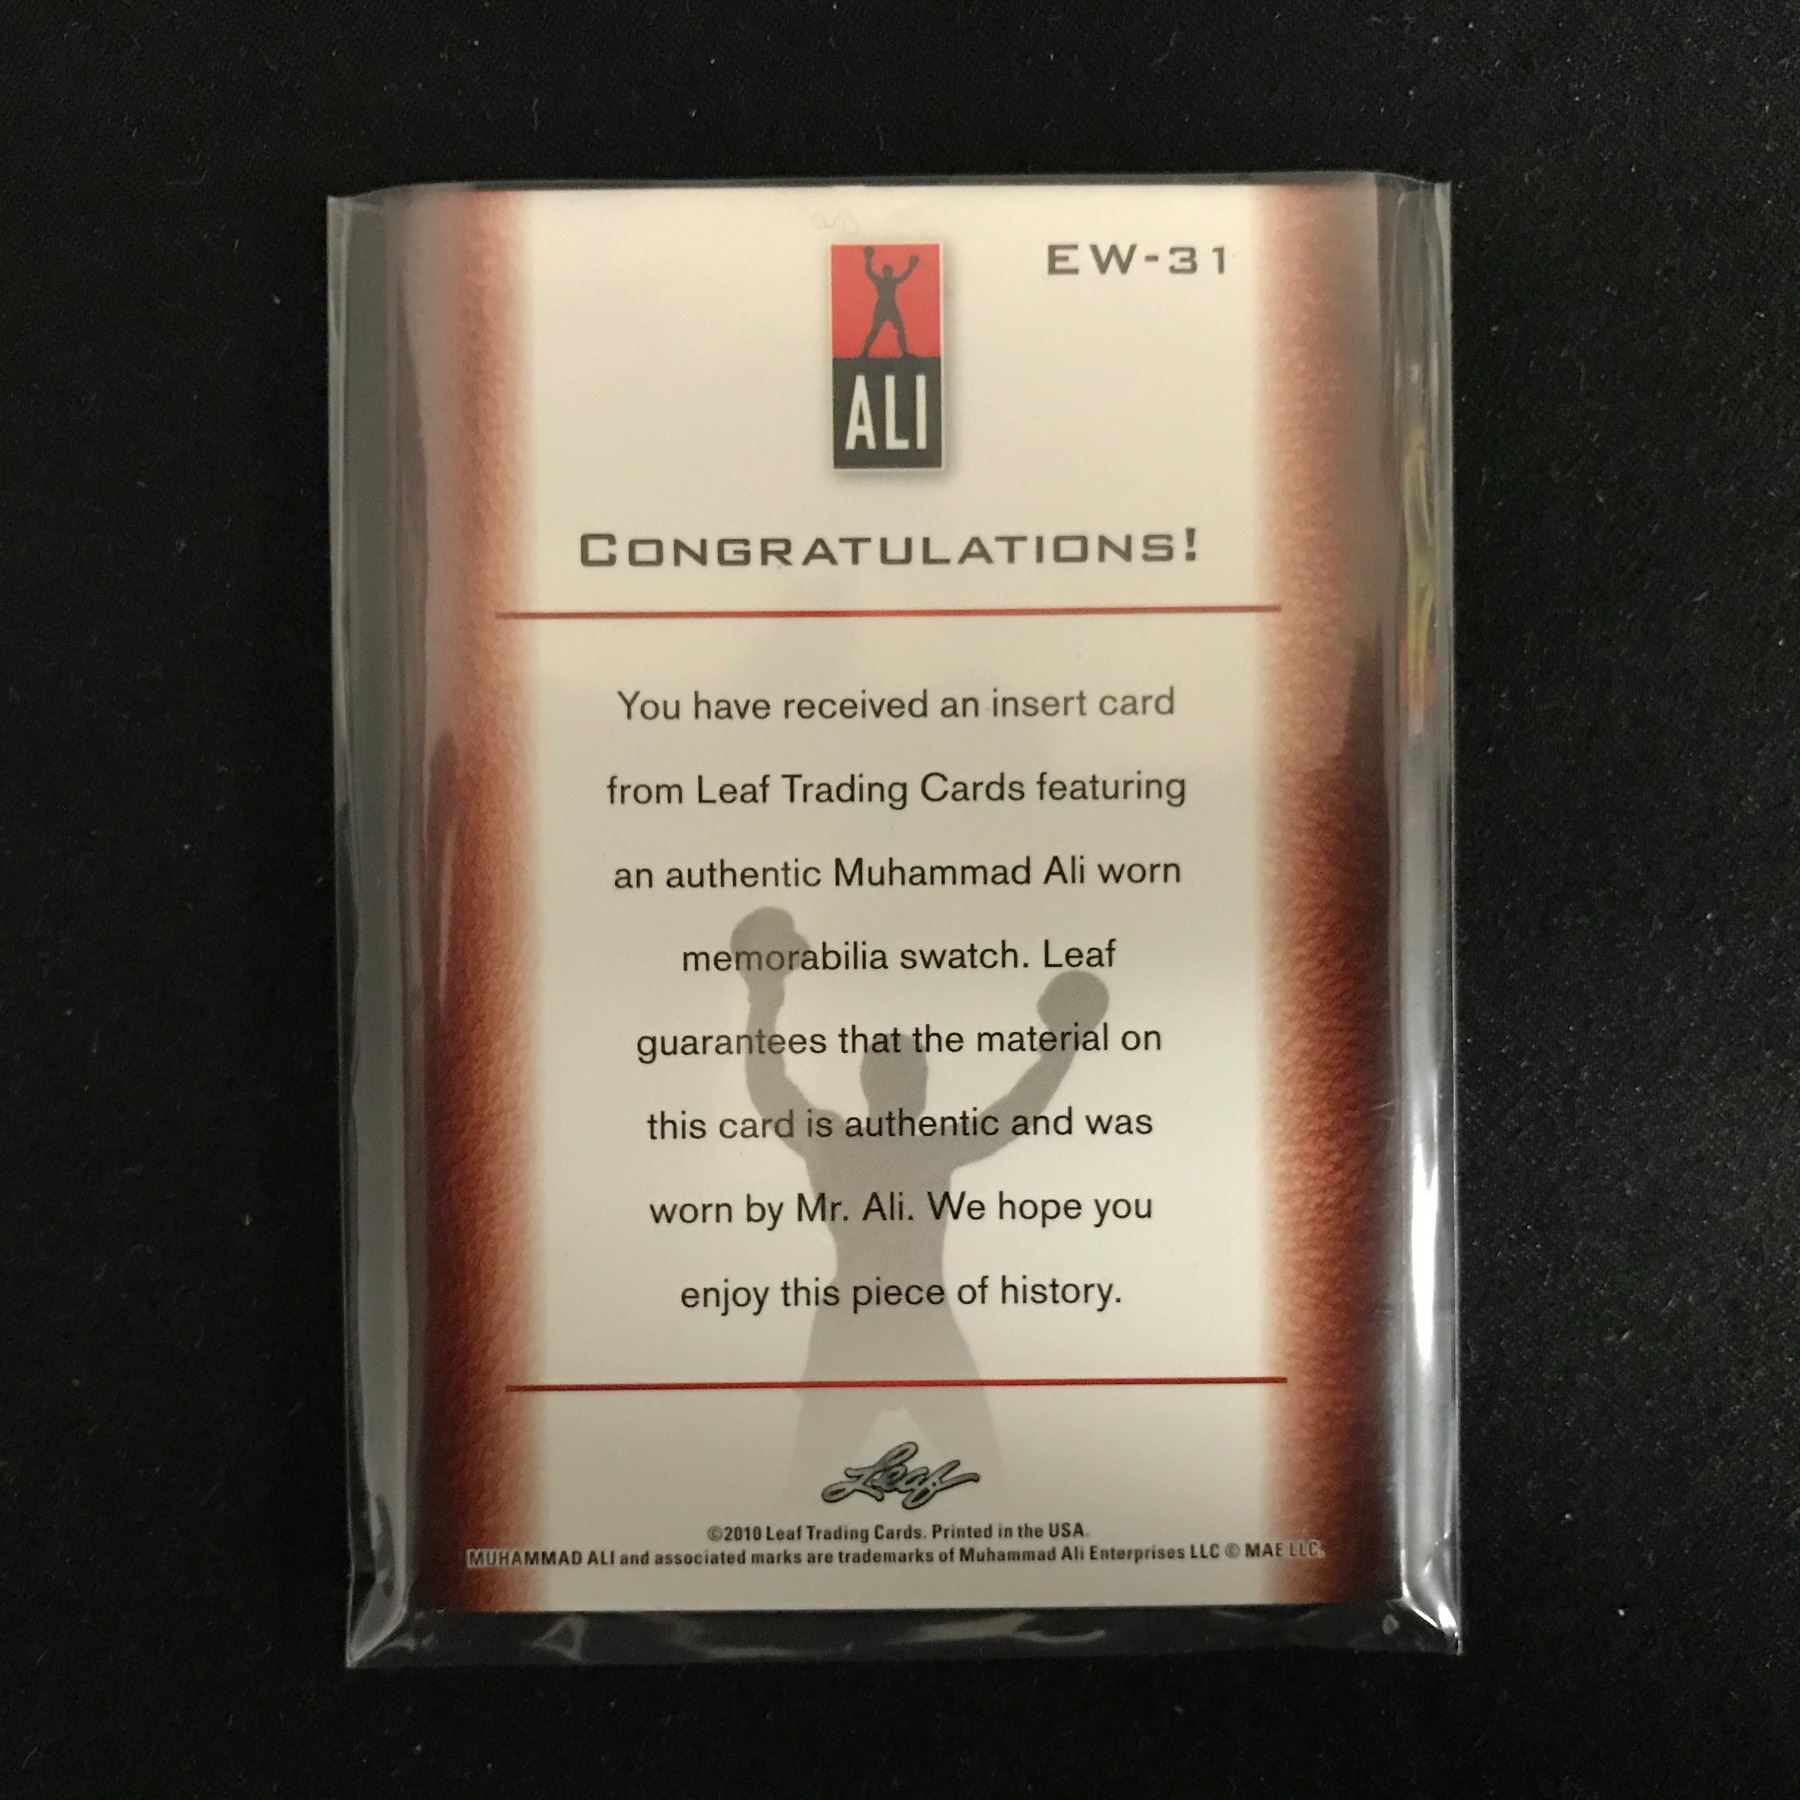 EW-31
ALI
CONGRATULATIONS!
You have received an insert card
from Leaf Trading Cards featuring
an authentic Muhammad Ali worn
memorabilia swatch. Leaf
guarantees that the material on
this card is authentic and was
worn by Mr. Ali. We hope you
enjoy this piece of history.
Leaf
©2010 Leaf Trading Cards. Printed in the USA.
MUHAMMAD ALI and associated marks are trademarks of Muhammad Ali Enterprises LLC © MAE LLC.